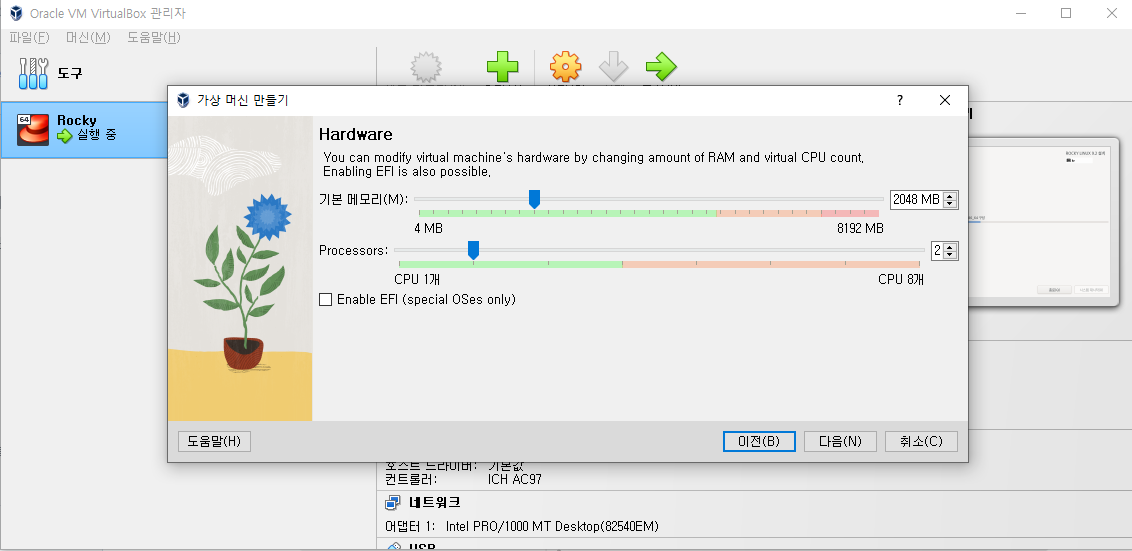 Oracle VM VirtualBox 관리자
파일(F) 머신(M) 도움말(H)
도구
64
Rocky
실행 중
가상 머신 만들기
?
Hardware
You can modify virtual machine's hardware by changing amount of RAM and virtual CPU count.
Enabling EFI is also possible.
기본 메모리(M): 2048 MB
4 MB 8192 MB
Processors: 2
CPU 1개 CPU 8개
Enable EFI (special OSes only)
도움말(H) 이전(B) 다음(N) 취소(C)
호스트 드라이버: 기본값
컨트롤러: ICH AC97
네트워크
어댑터 1: Intel PRO/1000 MT Desktop(82540EM)
USB